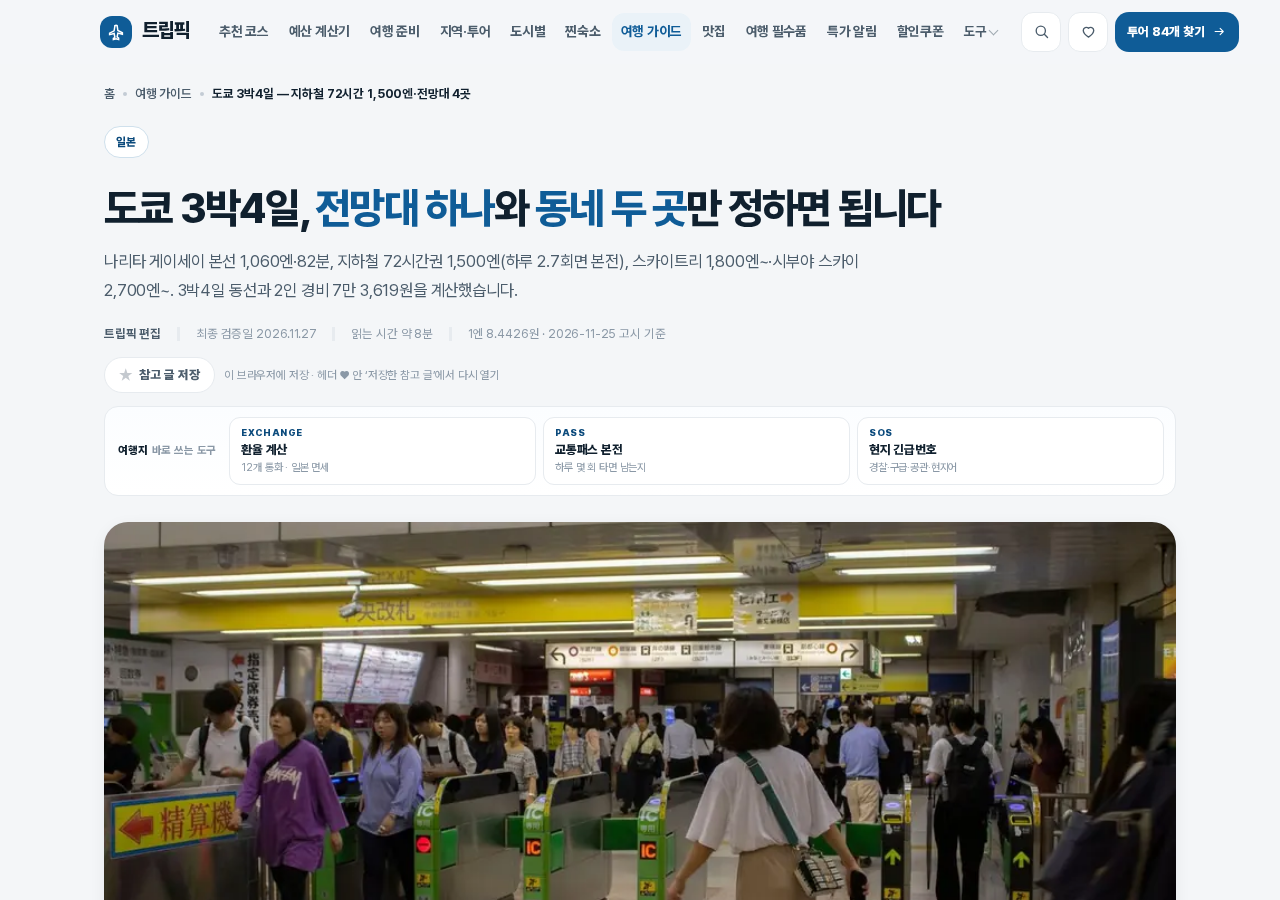 트립픽 추천 코스 예산 계산기 여행 준비 지역·투어 도시별 찐숙소 여행 가이드 맛집 여행 필수품 특가 알림 할인쿠폰 도구 투어 84개 찾기 →
홈 • 여행 가이드 • 도쿄 3박4일 — 지하철 72시간 1,500엔·전망대 4곳
일본
도쿄 3박4일, 전망대 하나와 동네 두 곳만 정하면 됩니다
나리타 게이세이 본선 1,060엔·82분, 지하철 72시간권 1,500엔(하루 2.7회면 본전), 스카이트리 1,800엔~·시부야 스카이
2,700엔~. 3박4일 동선과 2인 경비 7만 3,619원을 계산했습니다.
트립픽 편집 최종 검증일 2026.11.27 읽는 시간 약 8분 1엔 8.4426원 · 2026-11-25 고시 기준
★ 참고 글 저장 이 브라우저에 저장 · 헤더 ♥ 안 '저장한 참고 글'에서 다시 열기
여행지 바로 쓰는 도구
EXCHANGE
환율 계산
12개 통화 · 일본 면세
PASS
교통패스 본전
하루 몇 회 타면 남는지
SOS
현지 긴급번호
경찰·구급·공관·현지어
中央改札
指定席券売
精算機
IC
IC
IC
STUSSY